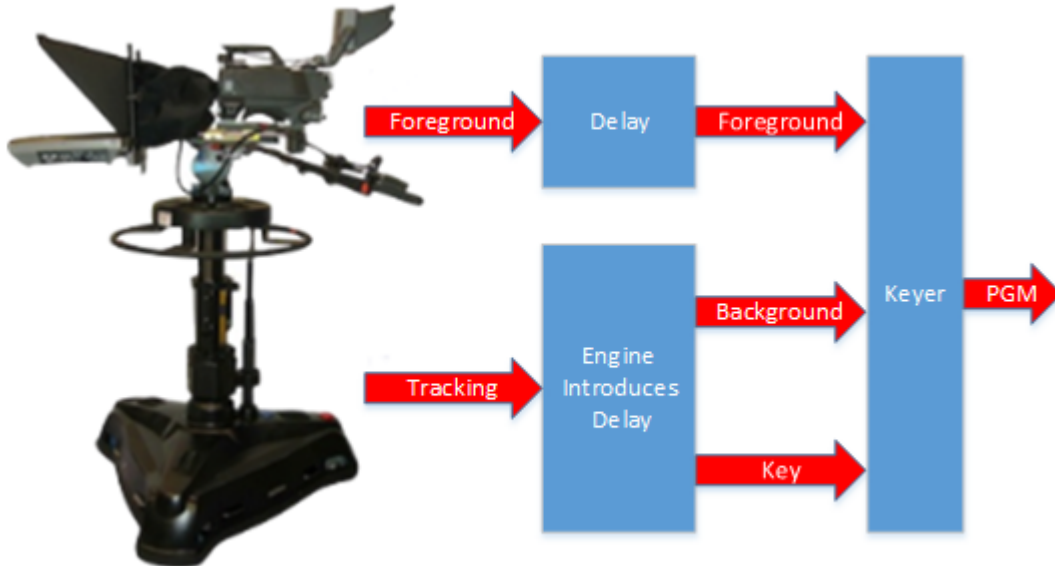 Foreground
Delay
Foreground
Background
Keyer
PGM
Engine
Introduces
Delay
Tracking
Key